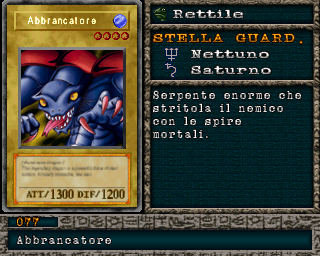 Abbrancatore
ATT/1300 DIF/1200
Rettile
STELLA GUARD.
Nettuno
Saturno
Serpente enorme che
stritola il nemico
con le spire
mortali.
077
Abbrancatore